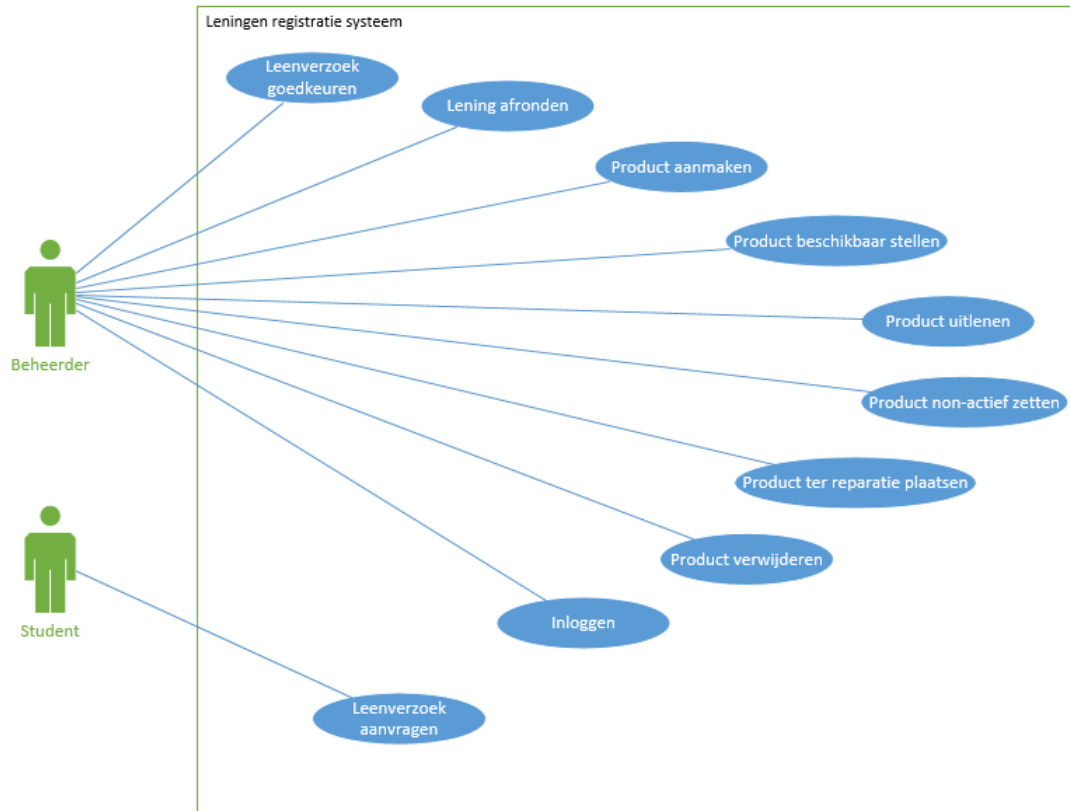 Leningen registratie systeem
Leenverzoek
goedkeuren
Lening afronden
Product aanmaken
Product beschikbaar stellen
Product uitlenen
Beheerder
Product non-actief zetten
Product ter reparatie plaatsen
Product verwijderen
Inloggen
Student
Leenverzoek
aanvragen